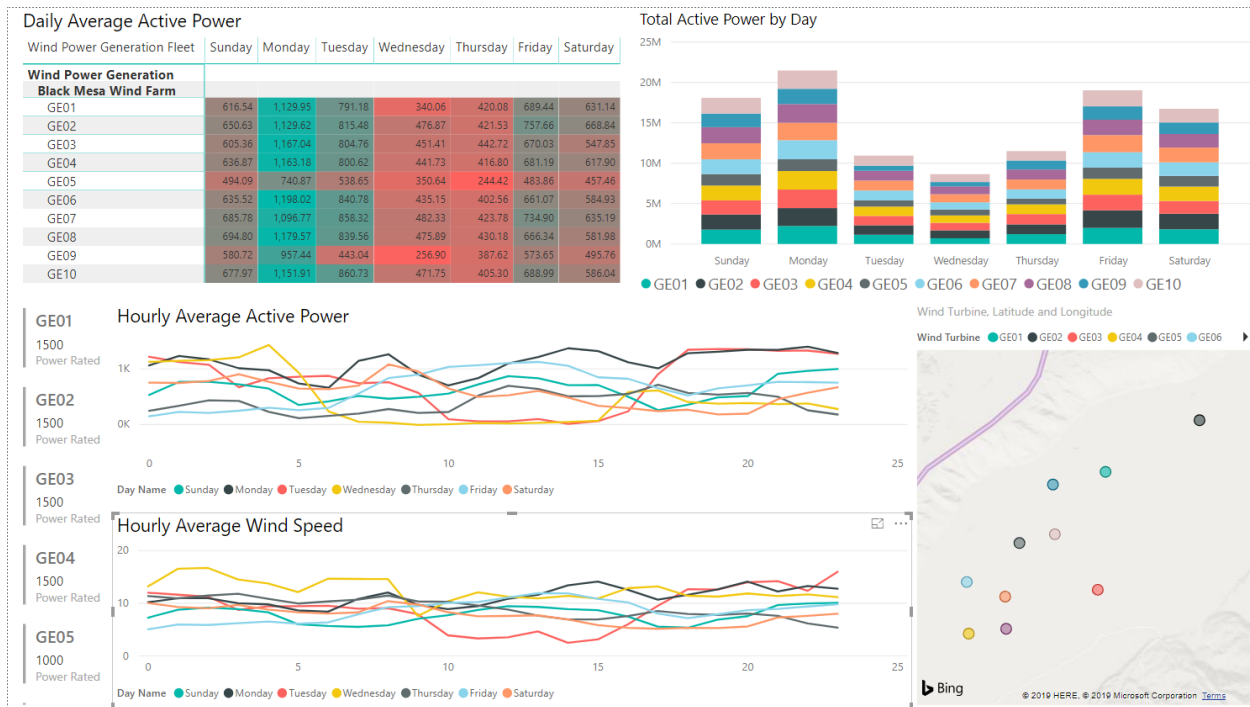 Daily Average Active Power
Wind Power Generation Fleet Sunday Monday Tuesday Wednesday Thursday Friday Saturday
Wind Power Generation
Black Mesa Wind Farm
GE01 616.54 1,129.95 791.18 340.06 420.08 689.44 631.14
GE02 650.63 1,129.62 815.48 476.87 421.53 757.66 668.84
GE03 605.36 1,167.04 804.76 451.41 442.72 670.03 547.85
GE04 636.87 1,163.18 800.62 441.73 416.80 681.19 617.90
GE05 494.09 740.87 538.65 350.64 244.42 483.86 457.46
GE06 635.52 1,198.02 840.78 435.15 402.56 661.07 584.93
GE07 685.78 1,096.77 858.32 482.33 423.78 734.90 635.19
GE08 694.80 1,179.57 839.56 475.89 430.18 666.34 581.98
GE09 580.72 957.44 443.04 256.90 387.62 573.65 495.76
GE10 677.97 1,151.91 860.73 471.75 405.30 688.99 586.04
Total Active Power by Day
25M
20M
15M
10M
5M
0M
Sunday Monday Tuesday Wednesday Thursday Friday Saturday
GE01 GE02 GE03 GE04 GE05 GE06 GE07 GE08 GE09 GE10
GE01
1500
Power Rated
GE02
1500
Power Rated
GE03
1500
Power Rated
GE04
1500
Power Rated
GE05
1000
Power Rated
Hourly Average Active Power
1K
0K
0 5 10 15 20 25
Day Name Sunday Monday Tuesday Wednesday Thursday Friday Saturday
Hourly Average Wind Speed
20
10
0
0 5 10 15 20 25
Day Name Sunday Monday Tuesday Wednesday Thursday Friday Saturday
Wind Turbine, Latitude and Longitude
Wind Turbine GE01 GE02 GE03 GE04 GE05 GE06
Bing
© 2019 HERE, © 2019 Microsoft Corporation Terms